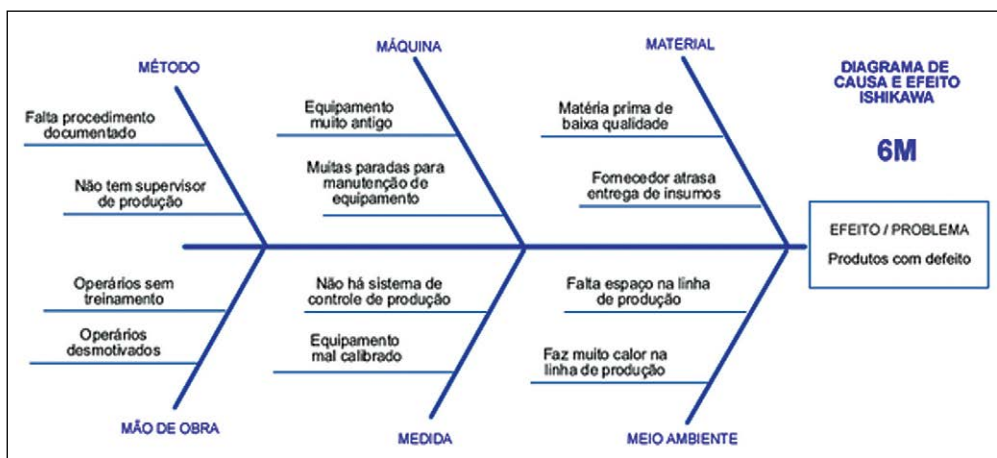 MÉTODO
Falta procedimento
documentado
Não tem supervisor
de produção
MÁQUINA
Equipamento
muito antigo
Muitas paradas para
manutenção de
equipamento
MATERIAL
Matéria prima de
baixa qualidade
Fornecedor atrasa
entrega de insumos
DIAGRAMA DE
CAUSA E EFEITO
ISHIKAWA
6M
EFEITO / PROBLEMA
Produtos com defeito
Operários sem
treinamento
Operários
desmotivados
MÃO DE OBRA
Não há sistema de
controle de produção
Equipamento
mal calibrado
MEDIDA
Falta espaço na linha
de produção
Faz muito calor na
linha de produção
MEIO AMBIENTE